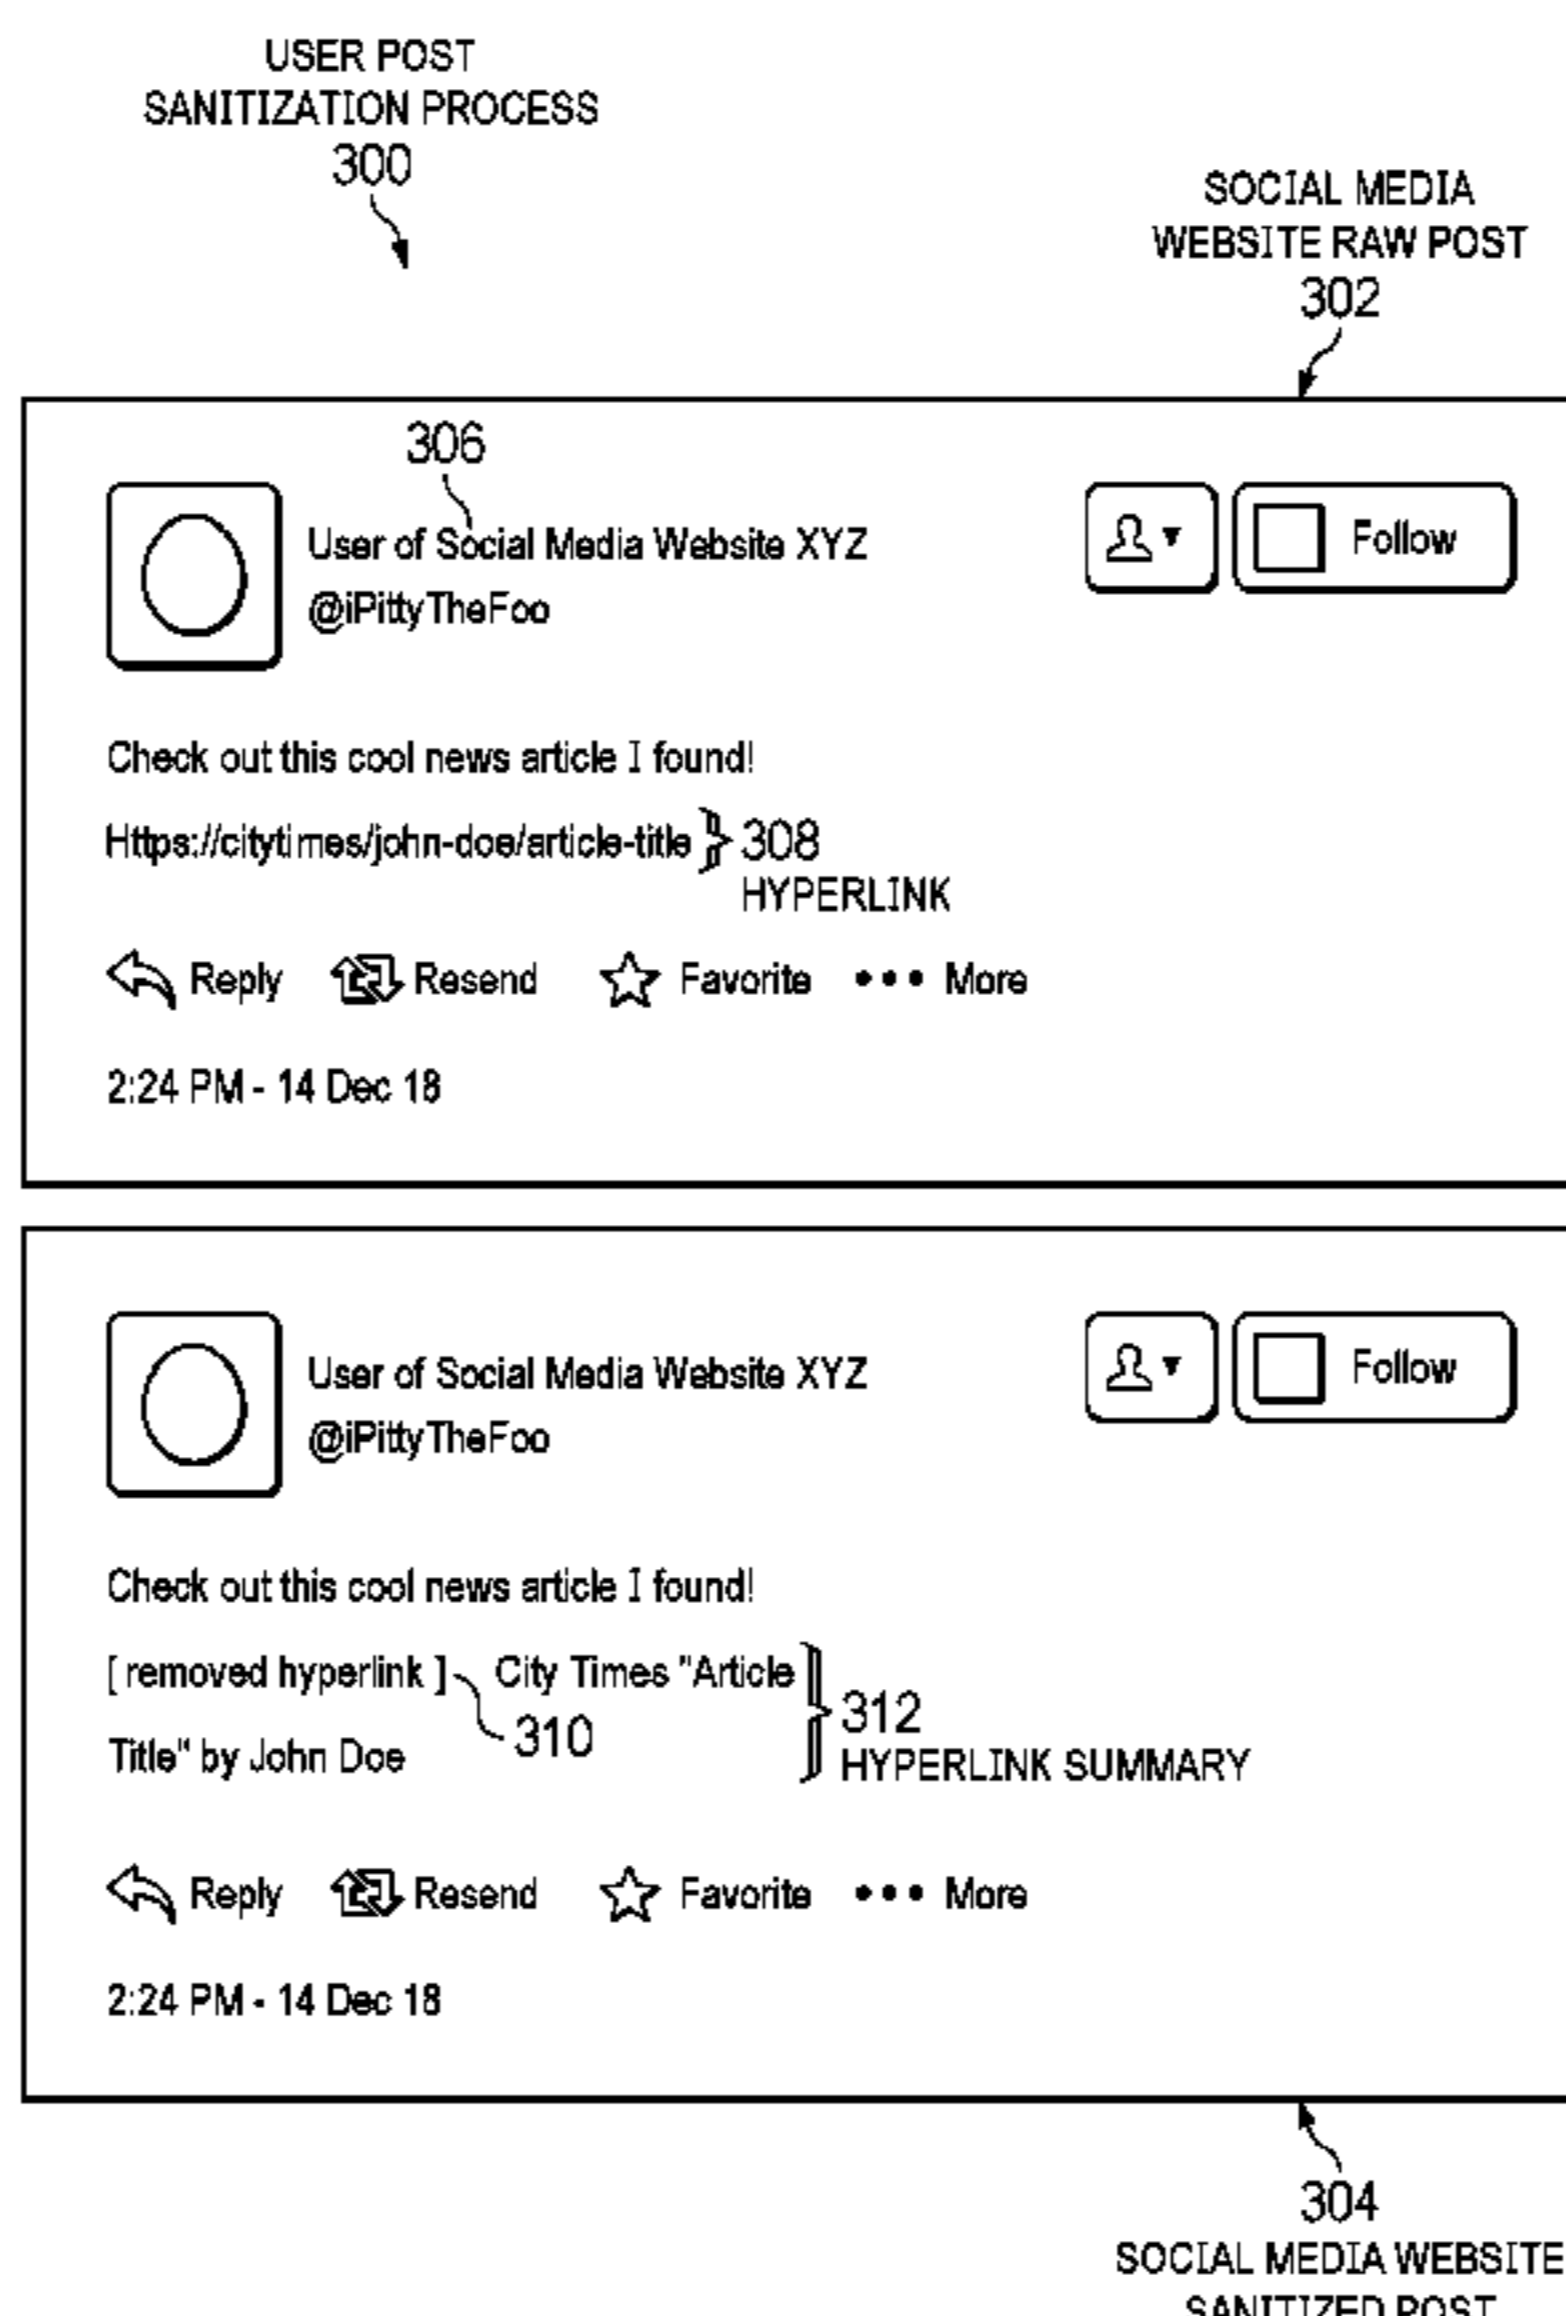 USER POST
SANITIZATION PROCESS
300
SOCIAL MEDIA
WEBSITE RAW POST
302
306
User of Social Media Website XYZ
@iPittyTheFoo
Follow
Check out this cool news article I found!
Https://citytimes/john-doe/article-title
308
HYPERLINK
Reply
Resend
Favorite
••• More
2:24 PM - 14 Dec 18
User of Social Media Website XYZ
@iPittyTheFoo
Follow
Check out this cool news article I found!
[ removed hyperlink ] City Times "Article
310
312
Title" by John Doe
HYPERLINK SUMMARY
Reply
Resend
Favorite
••• More
2:24 PM - 14 Dec 18
304
SOCIAL MEDIA WEBSITE
SANITIZED POST